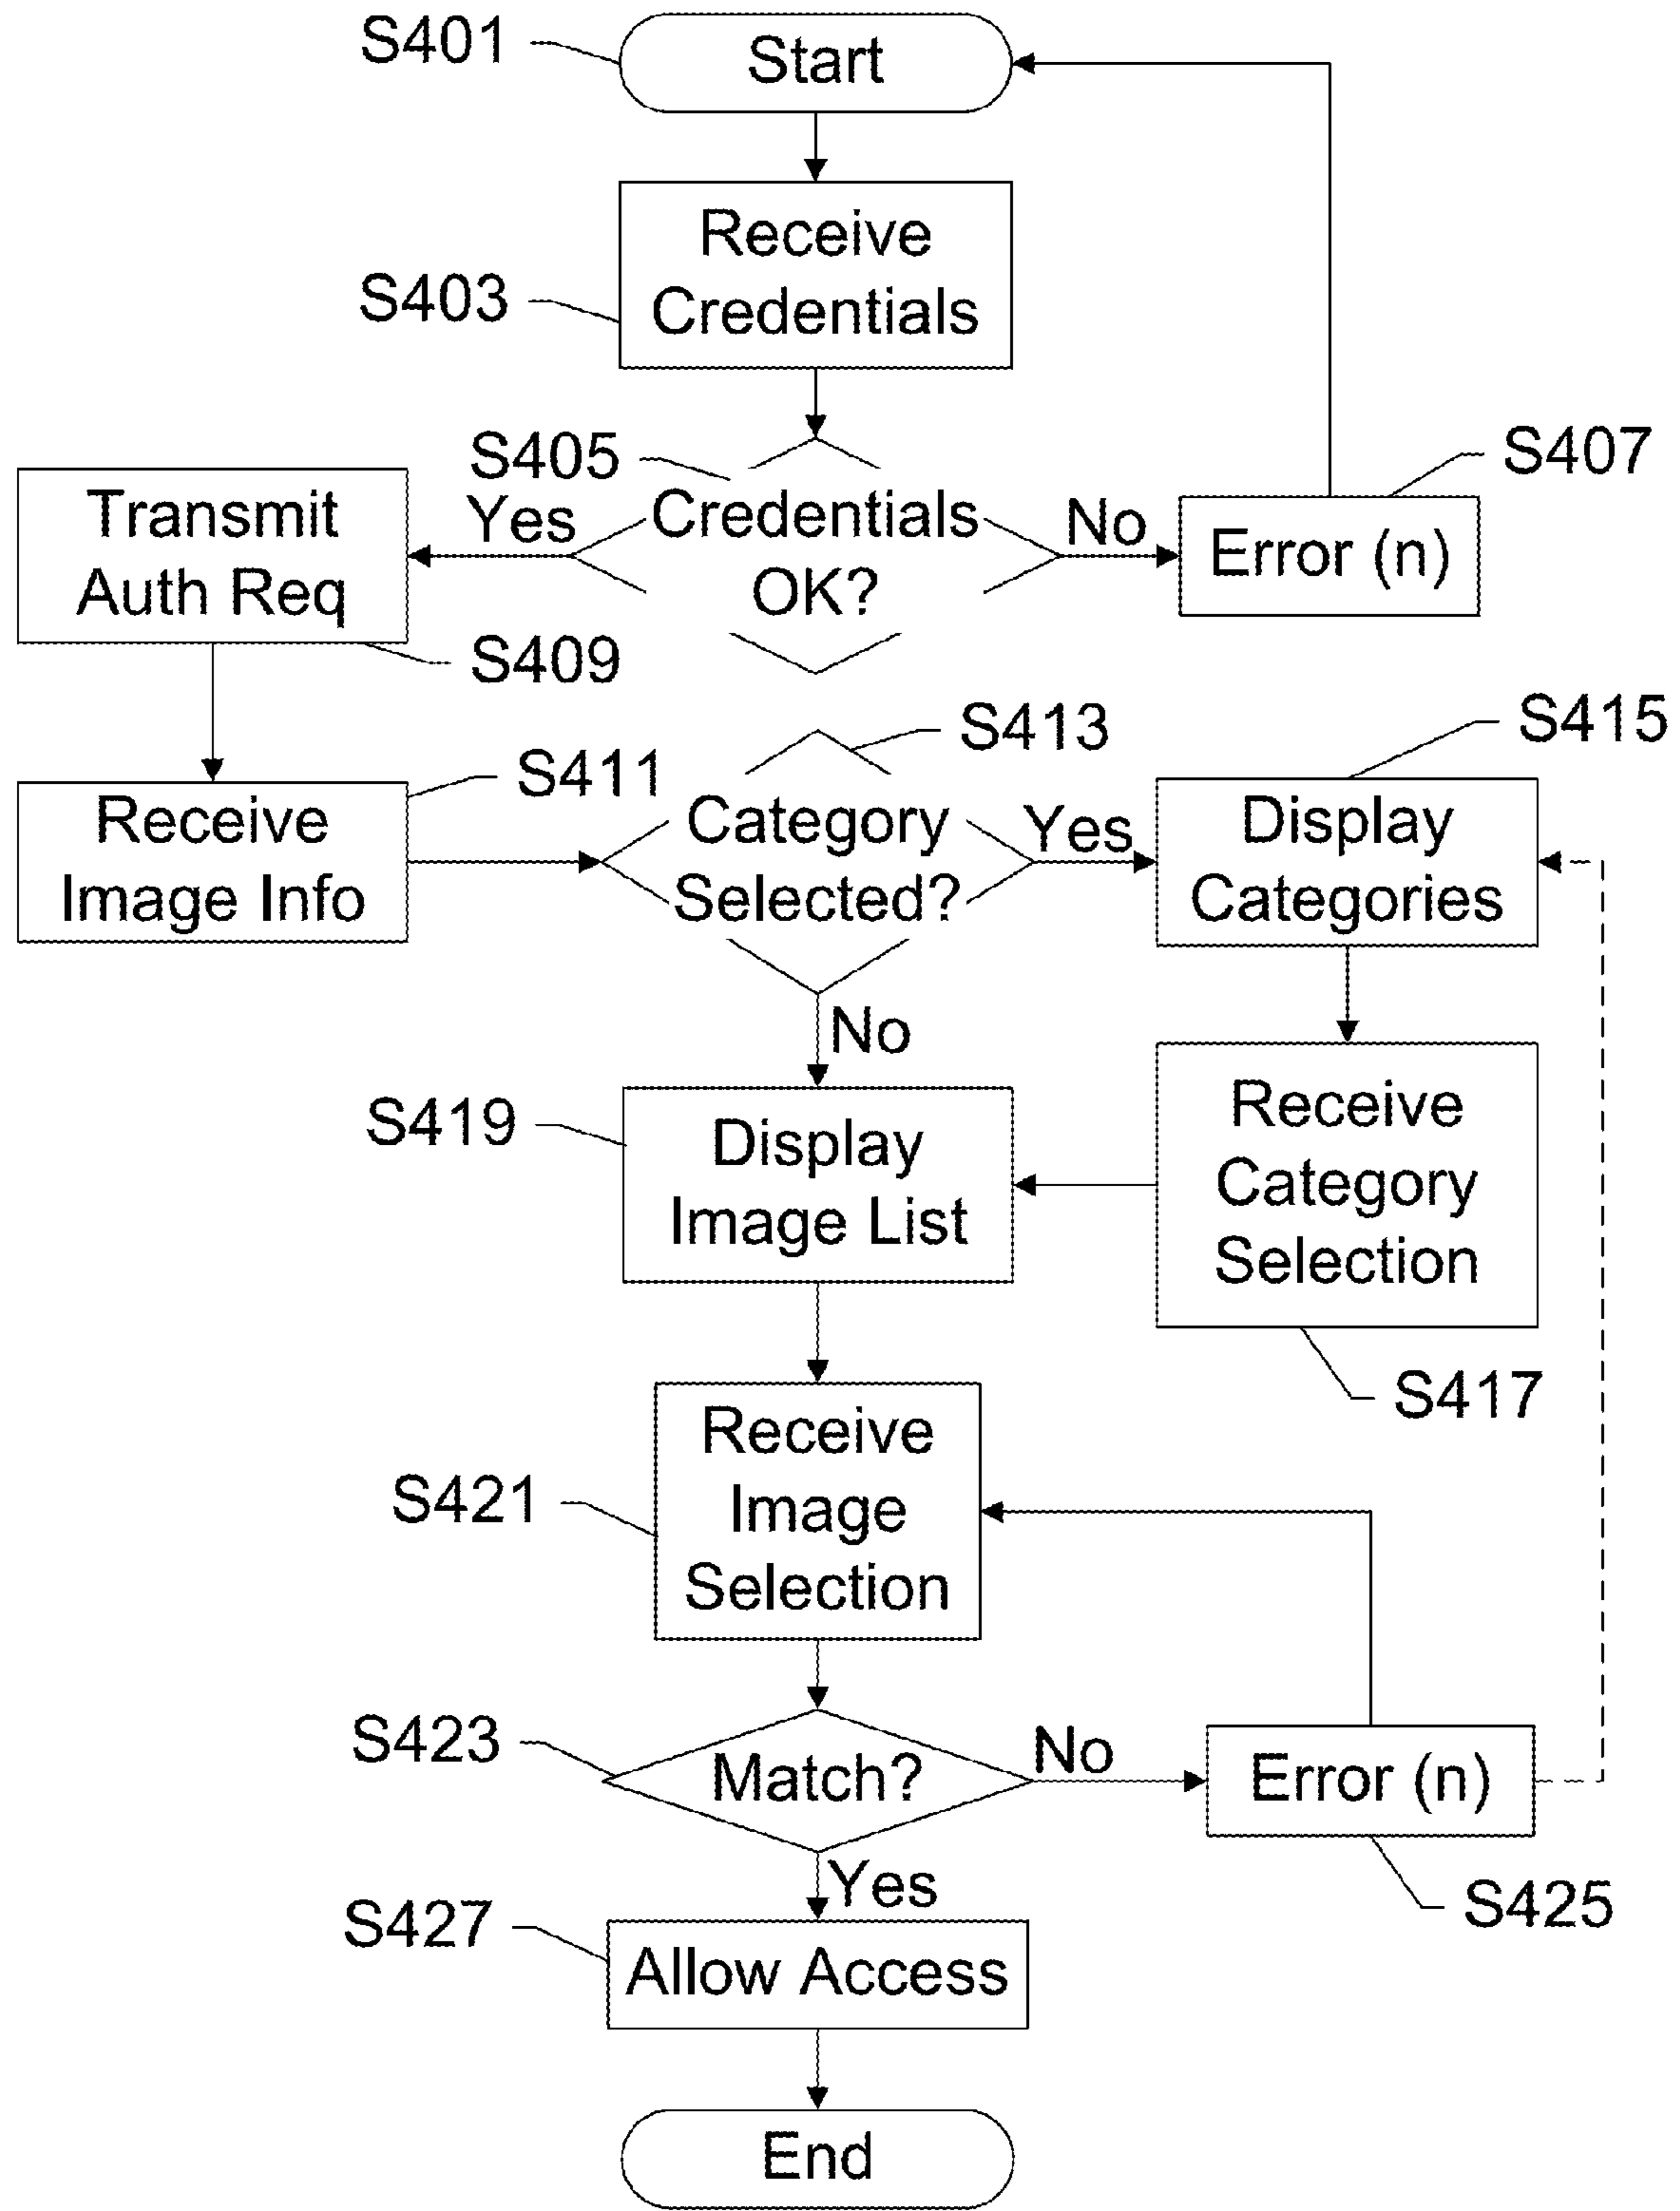 S401
Start
S403
Receive
Credentials
S405
Credentials
OK?
Yes
No
S407
Error (n)
Transmit
Auth Req
S409
Receive
Image Info
S411
S413
Category
Selected?
Yes
No
S415
Display
Categories
Receive
Category
Selection
S417
S419
Display
Image List
S421
Receive
Image
Selection
S423
Match?
No
Error (n)
S425
Yes
S427
Allow Access
End